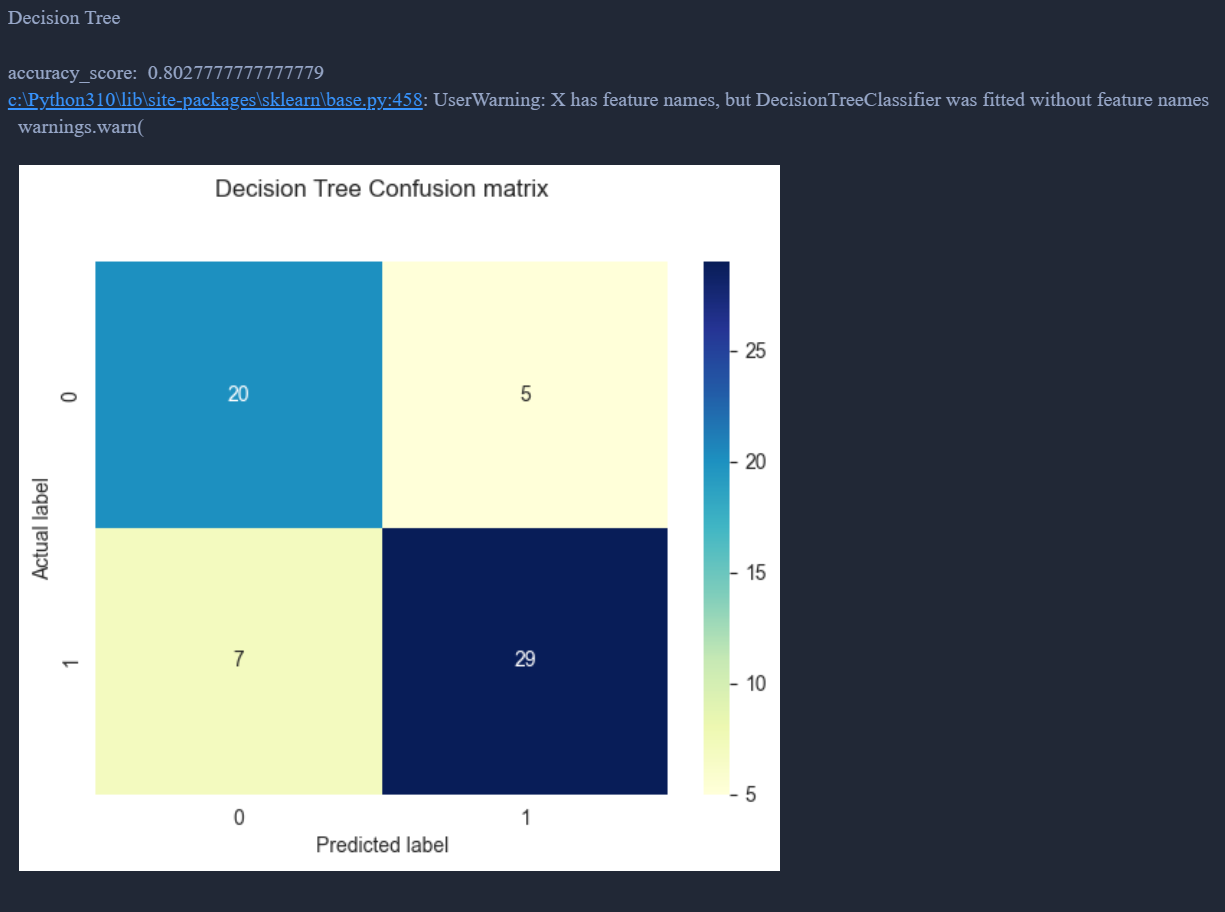 Decision Tree
accuracy_score:  0.8027777777777779
c:\Python310\lib\site-packages\sklearn\base.py:458: UserWarning: X has feature names, but DecisionTreeClassifier was fitted without feature names
  warnings.warn(
Decision Tree Confusion matrix
0
20
5
1
7
29
Actual label
0
1
Predicted label
25
20
15
10
5